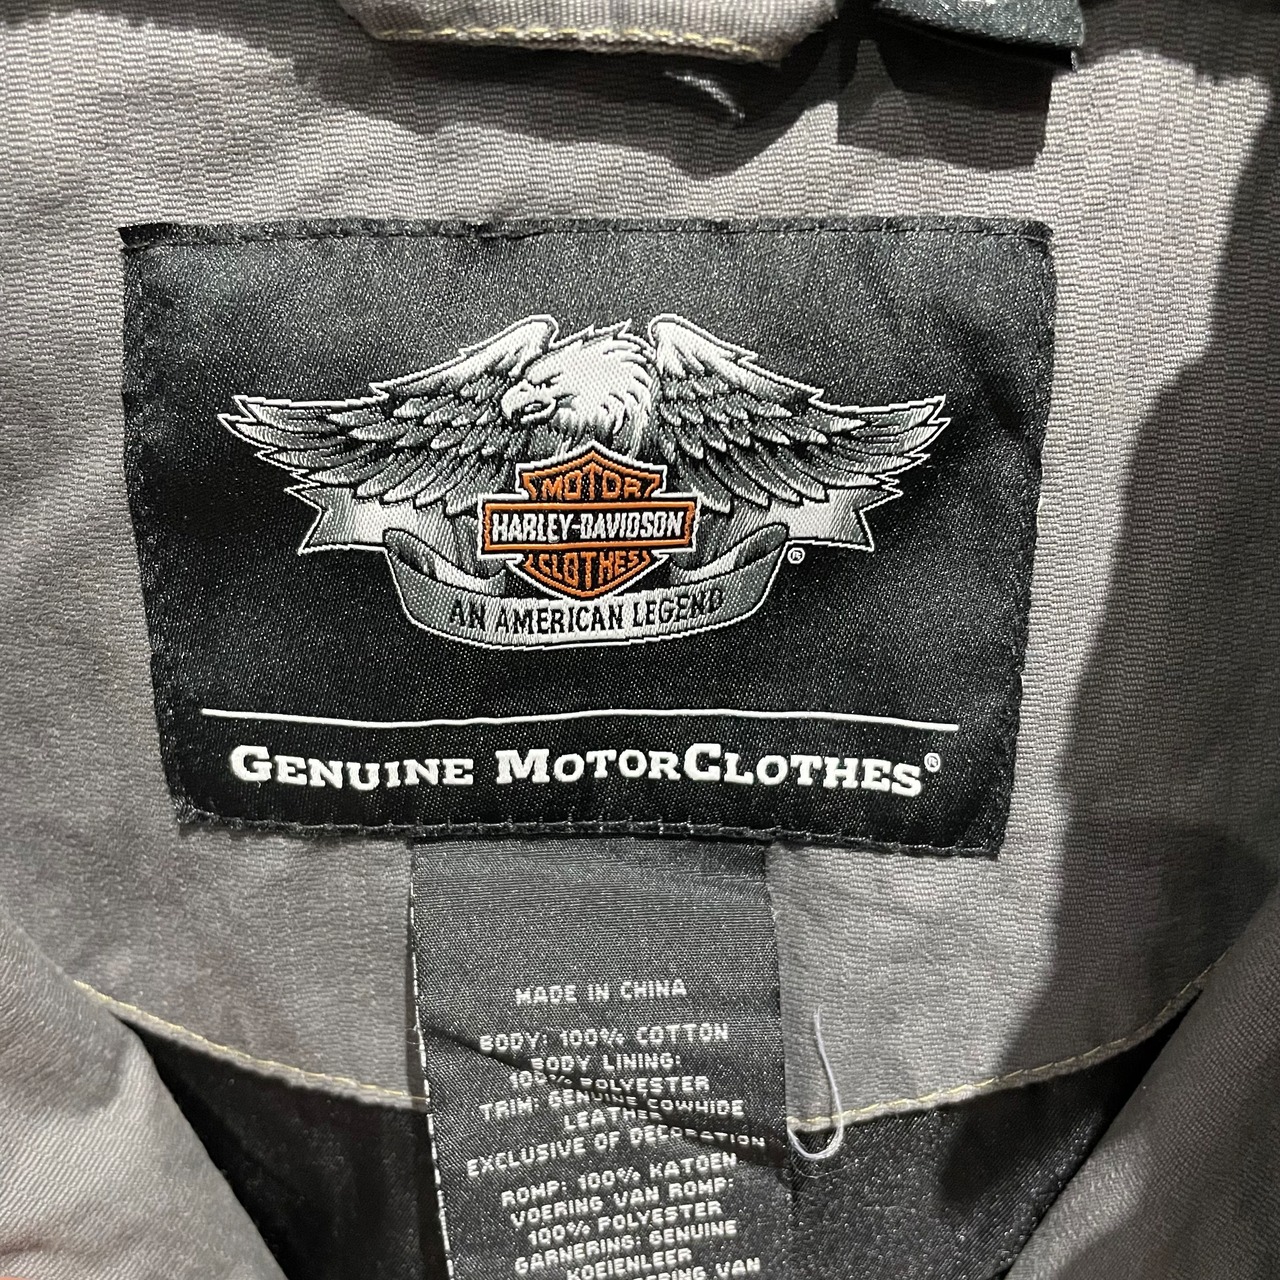 MOTOR
HARLEY-DAVIDSON
CLOTHES
®
AN AMERICAN LEGEND
GENUINE MOTORCLOTHES®
MADE IN CHINA
BODY: 100% COTTON
BODY LINING:
100% POLYESTER
TRIM: GENUINE COWHIDE
LEATHER
EXCLUSIVE OF DECORATION
ROMP: 100% KATOEN
VOERING VAN ROMP:
100% POLYESTER
GARNERING: GENUINE
KOEIENLEER
VAN